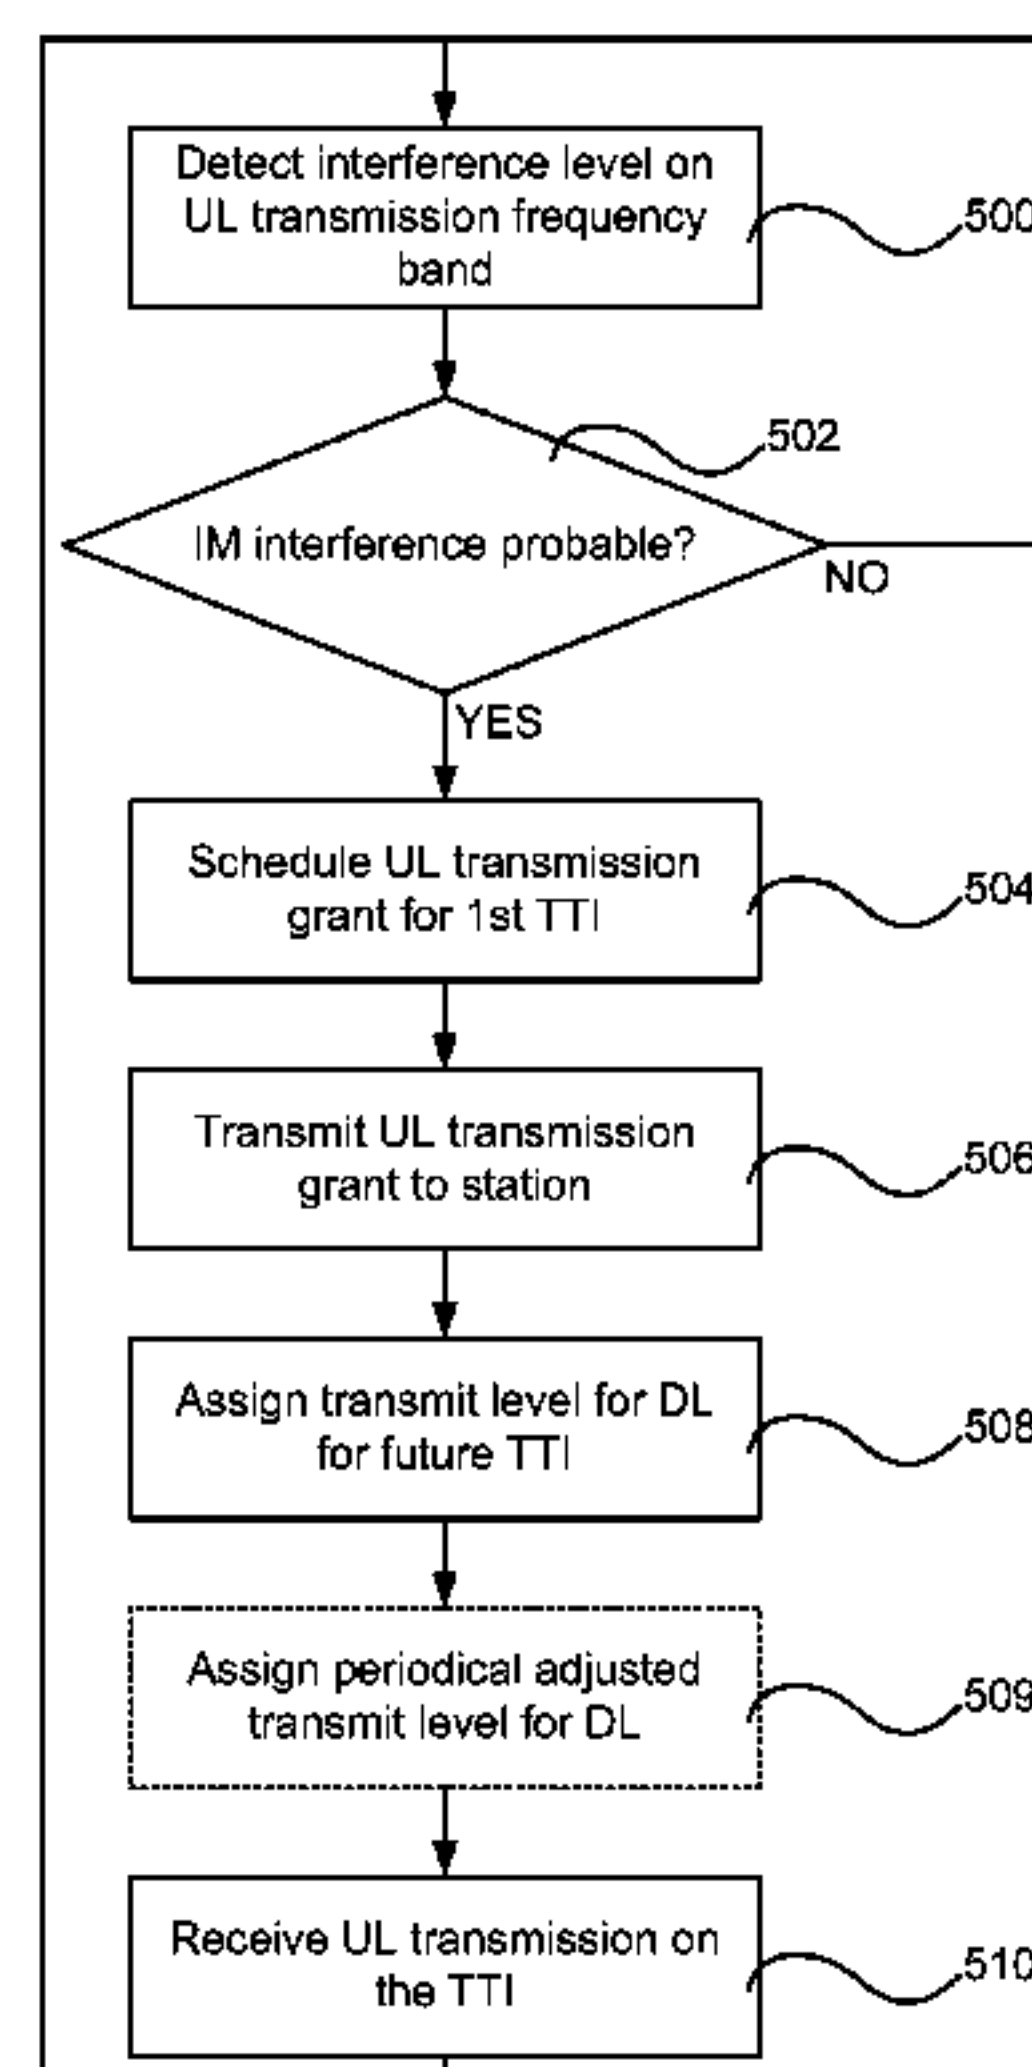 Detect interference level on
UL transmission frequency
band
500
502
IM interference probable?
NO
YES
Schedule UL transmission
grant for 1st TTI
504
Transmit UL transmission
grant to station
506
Assign transmit level for DL
for future TTI
508
Assign periodical adjusted
transmit level for DL
509
Receive UL transmission on
the TTI
510